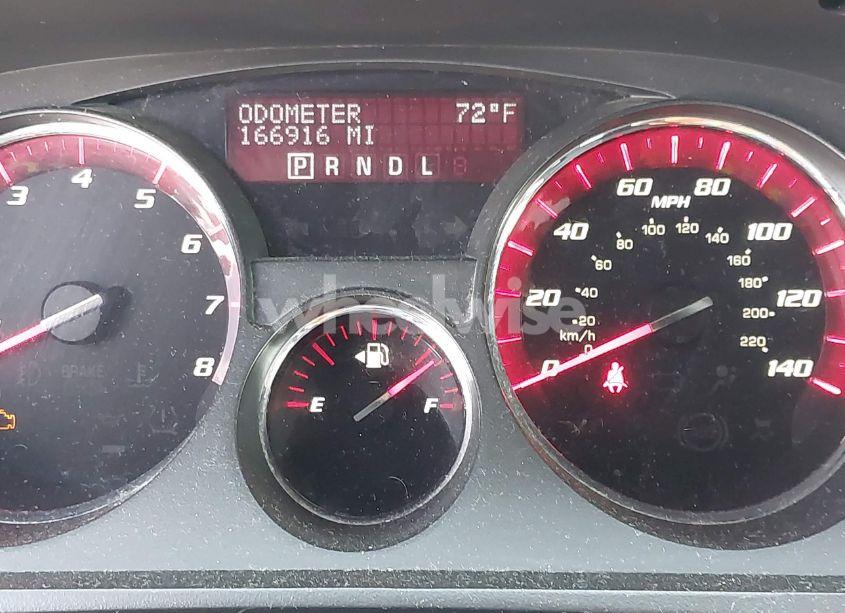 ODOMETER 72°F
166916 MI
P R N D L
3 4 5 6 7 8
BRAKE
E F
0 20 40 60 80 100 120 140
MPH
0 20 40 60 80 100 120 140 160 180 200 220
km/h
wheelwise